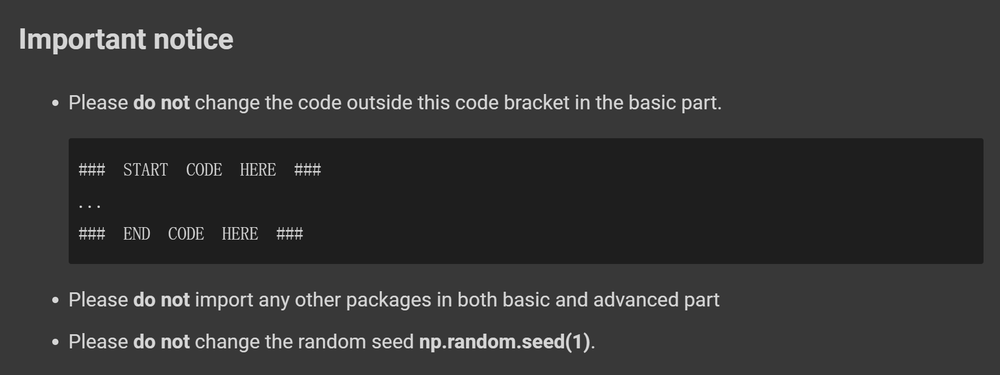 Important notice
Please do not change the code outside this code bracket in the basic part.
### START CODE HERE ###
...
### END CODE HERE ###
Please do not import any other packages in both basic and advanced part
Please do not change the random seed np.random.seed(1).